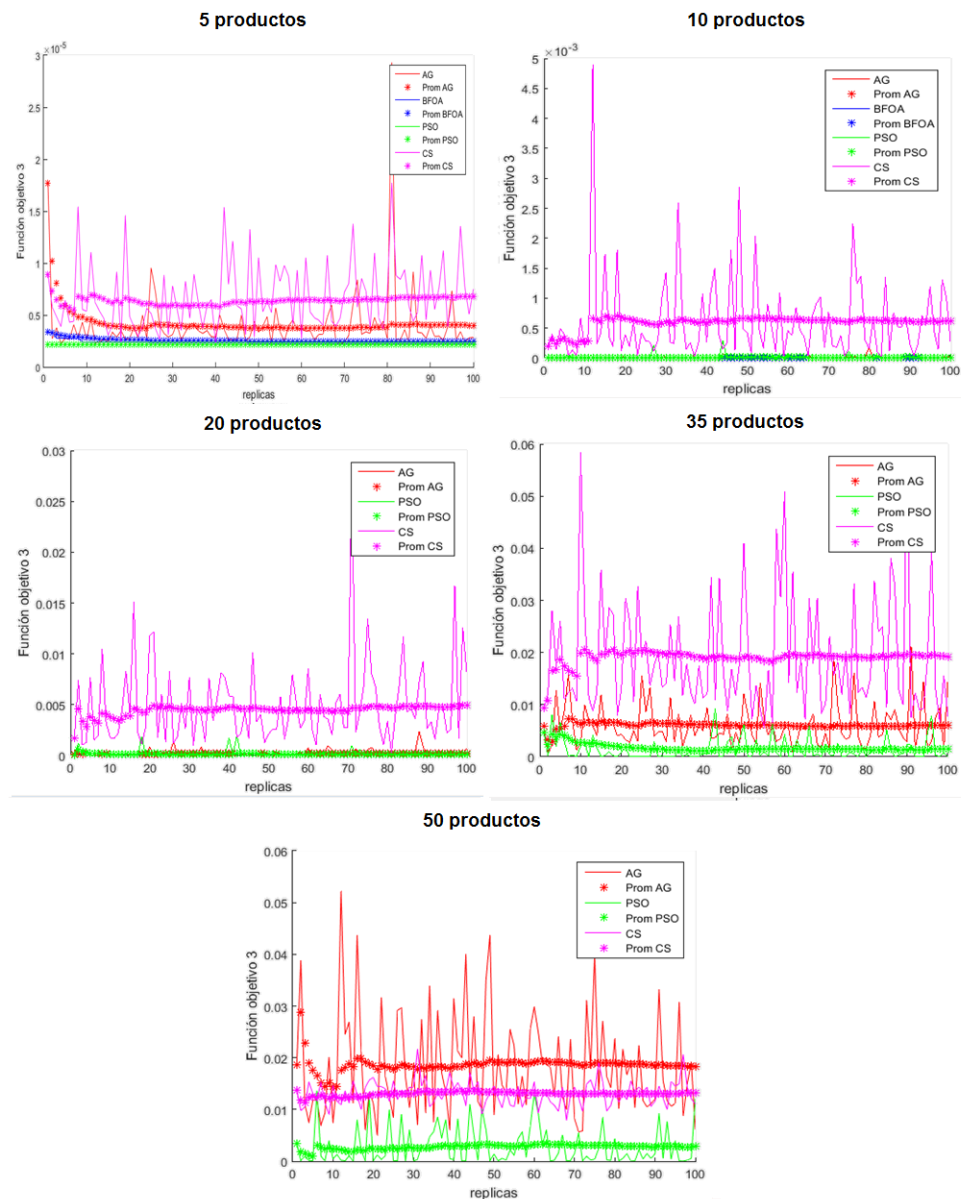 5 productos
×10⁻⁵
Función objetivo 3
3
2.5
2
1.5
1
0.5
0
0 10 20 30 40 50 60 70 80 90 100
replicas
AG
Prom AG
BFOA
Prom BFOA
PSO
Prom PSO
CS
Prom CS
10 productos
×10⁻³
Función objetivo 3
5
4.5
4
3.5
3
2.5
2
1.5
1
0.5
0
0 10 20 30 40 50 60 70 80 90 100
replicas
AG
Prom AG
BFOA
Prom BFOA
PSO
Prom PSO
CS
Prom CS
20 productos
Función objetivo 3
0.03
0.025
0.02
0.015
0.01
0.005
0
0 10 20 30 40 50 60 70 80 90 100
replicas
AG
Prom AG
PSO
Prom PSO
CS
Prom CS
35 productos
Función objetivo 3
0.06
0.05
0.04
0.03
0.02
0.01
0
0 10 20 30 40 50 60 70 80 90 100
replicas
AG
Prom AG
PSO
Prom PSO
CS
Prom CS
50 productos
Función objetivo 3
0.06
0.05
0.04
0.03
0.02
0.01
0
0 10 20 30 40 50 60 70 80 90 100
replicas
AG
Prom AG
PSO
Prom PSO
CS
Prom CS